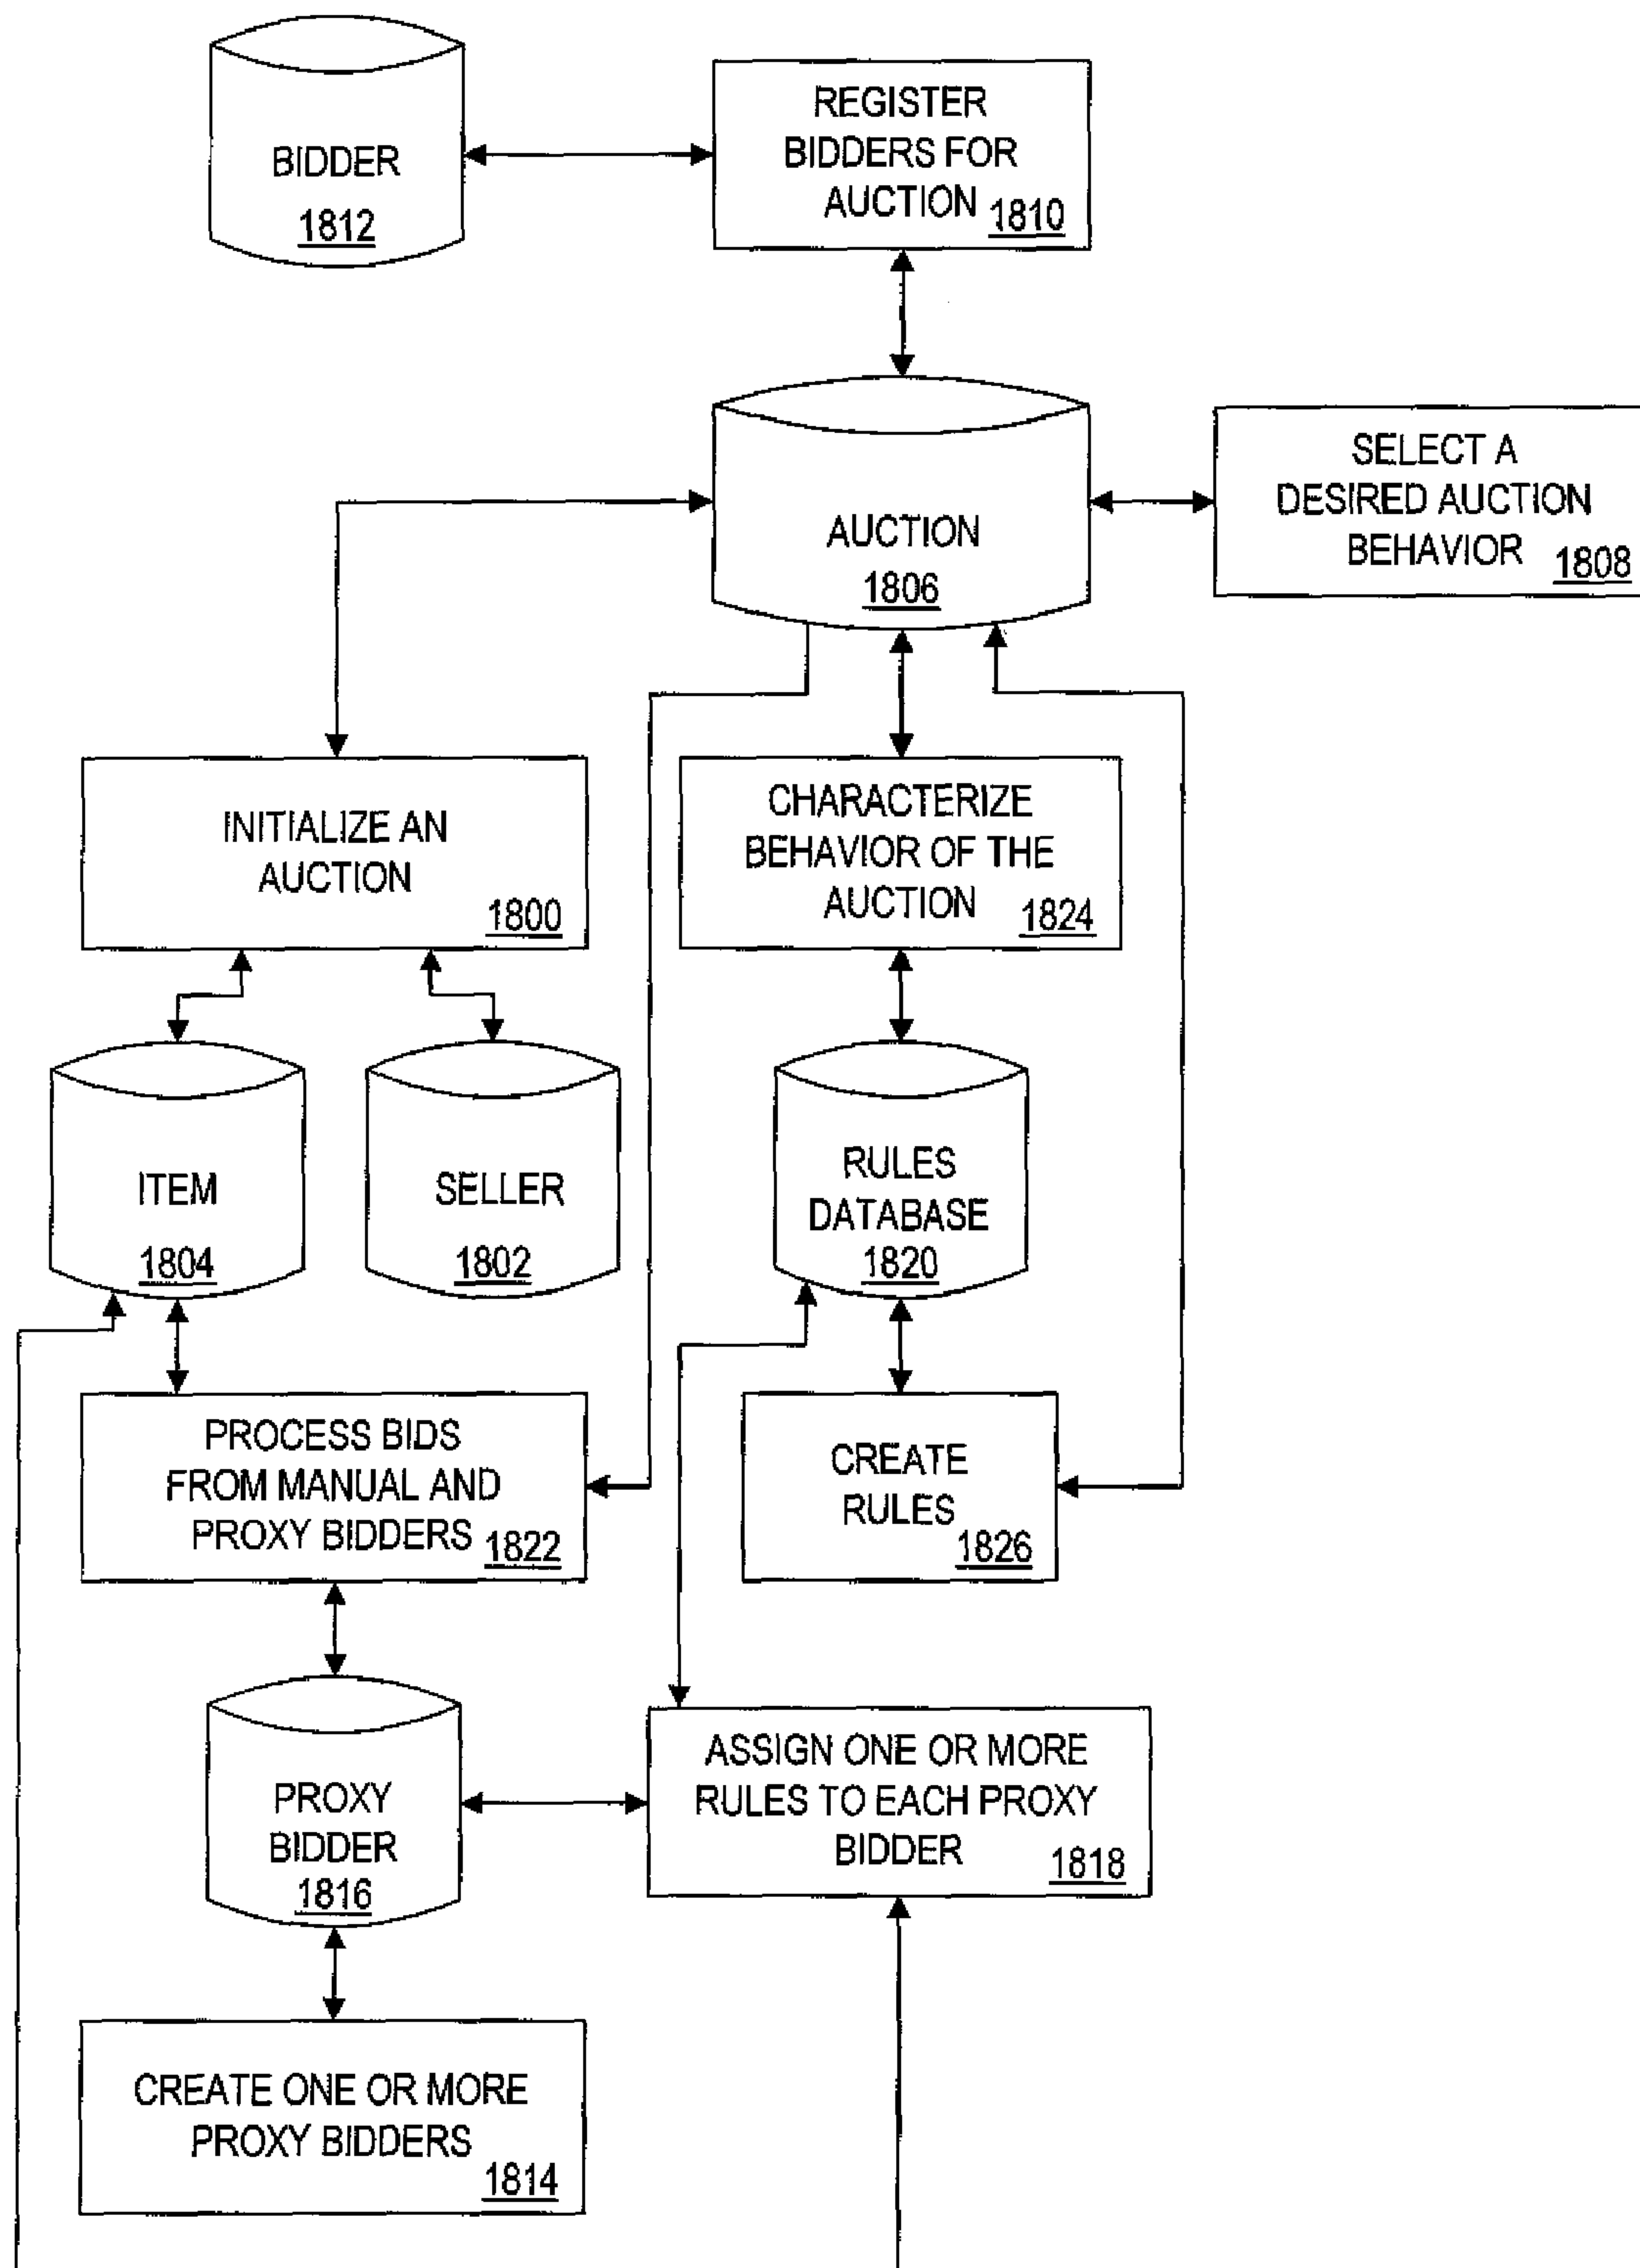 BIDDER
1812
REGISTER
BIDDERS FOR
AUCTION 1810
AUCTION
1806
SELECT A
DESIRED AUCTION
BEHAVIOR 1808
INITIALIZE AN
AUCTION
1800
CHARACTERIZE
BEHAVIOR OF THE
AUCTION 1824
ITEM
1804
SELLER
1802
RULES
DATABASE
1820
PROCESS BIDS
FROM MANUAL AND
PROXY BIDDERS 1822
CREATE
RULES
1826
PROXY
BIDDER
1816
ASSIGN ONE OR MORE
RULES TO EACH PROXY
BIDDER 1818
CREATE ONE OR MORE
PROXY BIDDERS
1814